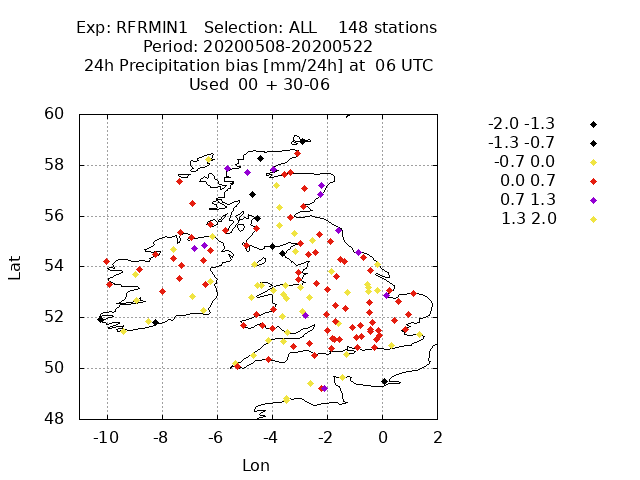 Exp: RFRMIN1   Selection: ALL    148 stations
Period: 20200508-20200522
24h Precipitation bias [mm/24h] at  06 UTC
Used  00 + 30-06
-2.0 -1.3
-1.3 -0.7
-0.7 0.0
0.0 0.7
0.7 1.3
1.3 2.0
60
58
56
54
52
50
48
Lat
-10 -8 -6 -4 -2 0 2
Lon